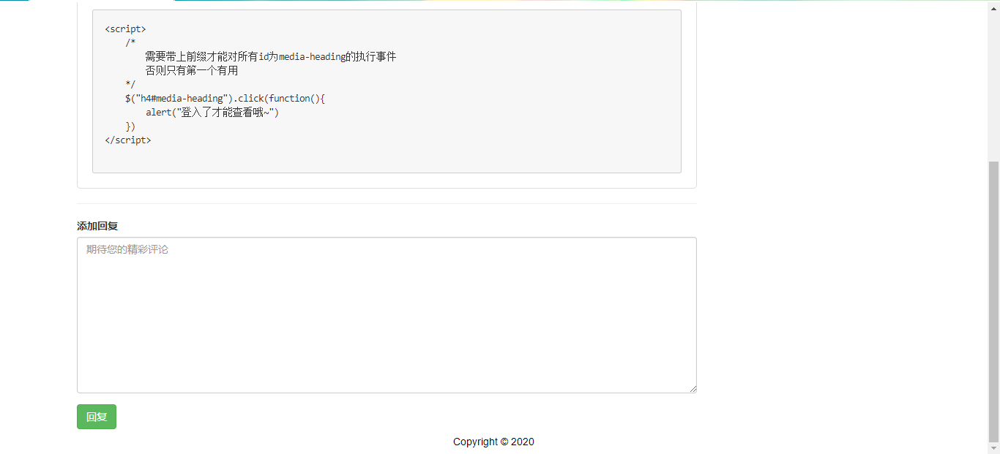 <script>
/*
需要带上前缀才能对所有id为media-heading的执行事件
否则只有第一个有用
*/
$("h4#media-heading").click(function(){
alert("登入了才能查看哦~")
})
</script>
添加回复
期待您的精彩评论
回复
Copyright © 2020